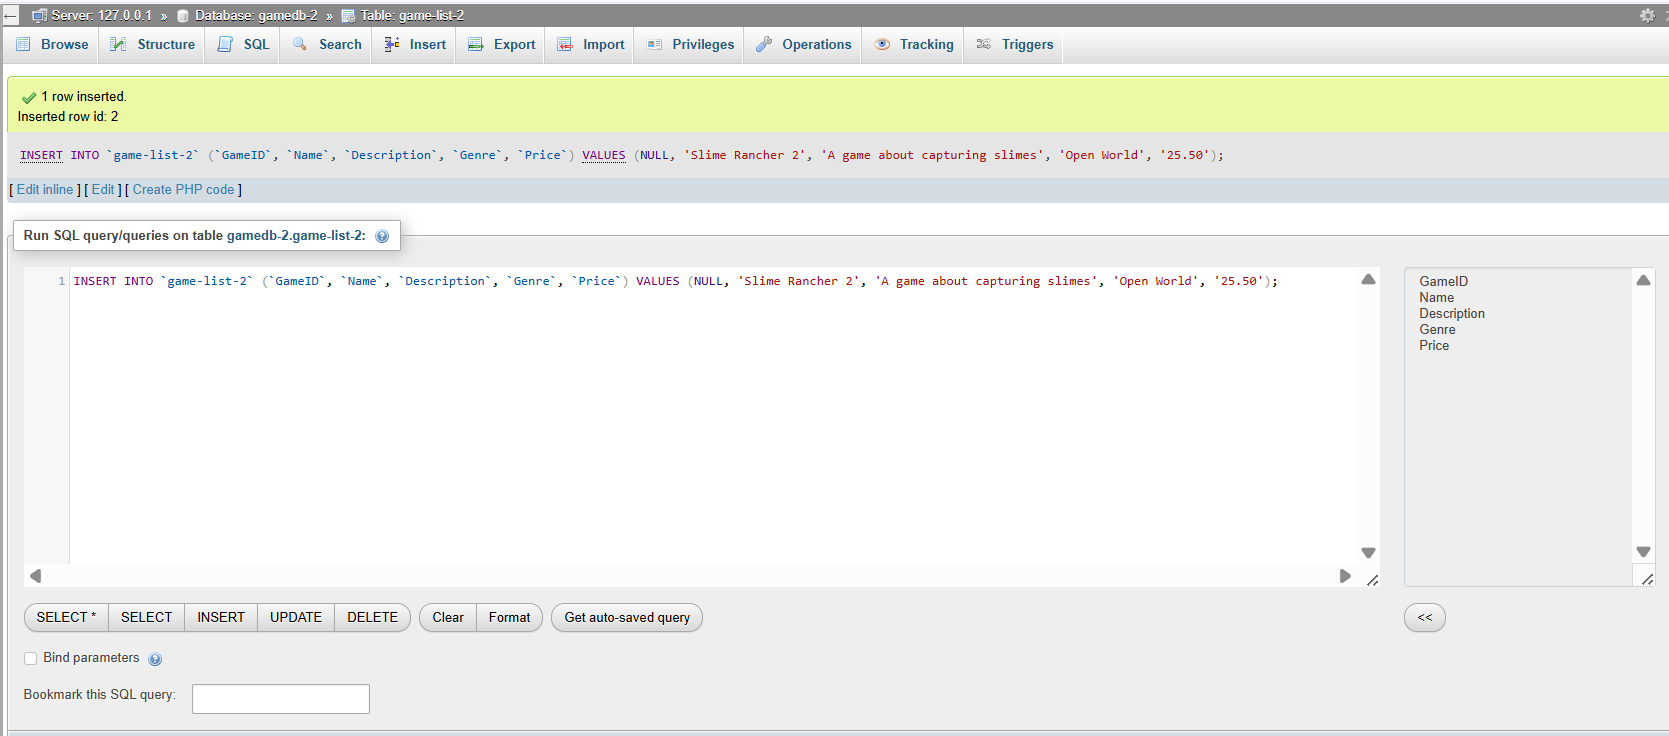 Server: 127.0.0.1 » Database: gamedb-2 » Table: game-list-2
Browse Structure SQL Search Insert Export Import Privileges Operations Tracking Triggers
1 row inserted.
Inserted row id: 2
INSERT INTO `game-list-2` (`GameID`, `Name`, `Description`, `Genre`, `Price`) VALUES (NULL, 'Slime Rancher 2', 'A game about capturing slimes', 'Open World', '25.50');
[ Edit inline ] [ Edit ] [ Create PHP code ]
Run SQL query/queries on table gamedb-2.game-list-2:
1 INSERT INTO `game-list-2` (`GameID`, `Name`, `Description`, `Genre`, `Price`) VALUES (NULL, 'Slime Rancher 2', 'A game about capturing slimes', 'Open World', '25.50');
GameID
Name
Description
Genre
Price
SELECT * SELECT INSERT UPDATE DELETE Clear Format Get auto-saved query <<
Bind parameters
Bookmark this SQL query: